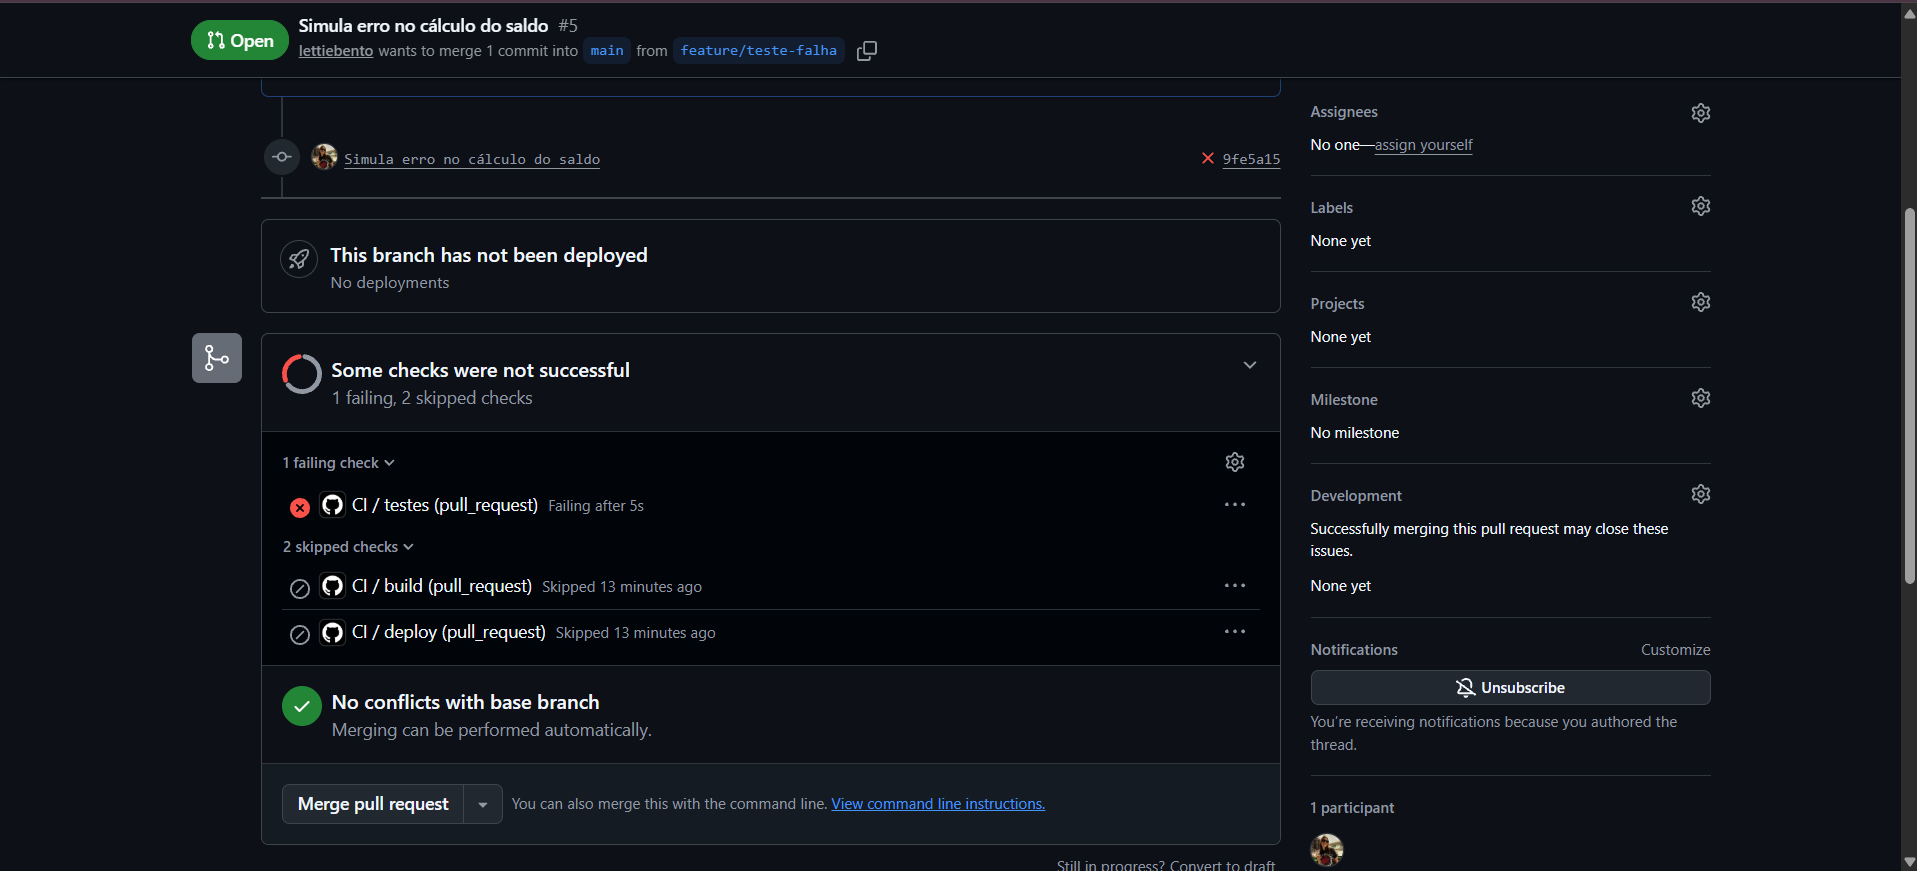 Open
Simula erro no cálculo do saldo #5
lettiebento wants to merge 1 commit into main from feature/teste-falha
Simula erro no cálculo do saldo
9fe5a15
This branch has not been deployed
No deployments
Some checks were not successful
1 failing, 2 skipped checks
1 failing check
CI / testes (pull_request) Failing after 5s
2 skipped checks
CI / build (pull_request) Skipped 13 minutes ago
CI / deploy (pull_request) Skipped 13 minutes ago
No conflicts with base branch
Merging can be performed automatically.
Merge pull request
You can also merge this with the command line. View command line instructions.
Still in progress? Convert to draft
Assignees
No one—assign yourself
Labels
None yet
Projects
None yet
Milestone
No milestone
Development
Successfully merging this pull request may close these
issues.
None yet
Notifications
Customize
Unsubscribe
You're receiving notifications because you authored the
thread.
1 participant